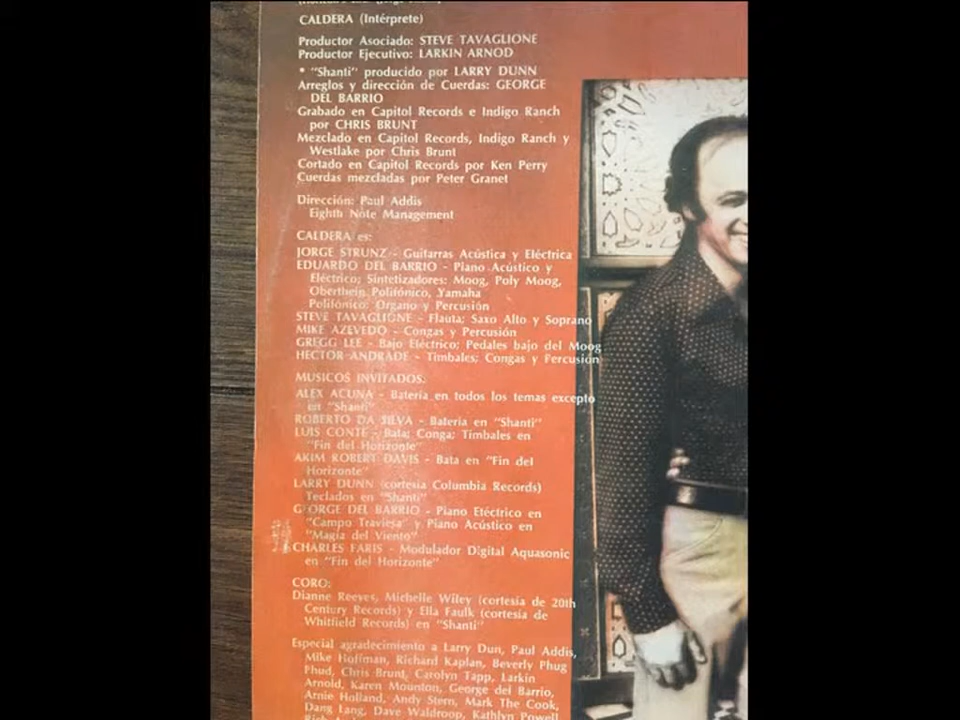 CALDERA (Intérprete)
Productor Asociado: STEVE TAVAGLIONE
Productor Ejecutivo: LARKIN ARNOD
* "Shanti" producido por LARRY DUNN
Arreglos y dirección de Cuerdas: GEORGE
DEL BARRIO
Grabado en Capitol Records e Indigo Ranch
por CHRIS BRUNT
Mezclado en Capitol Records, Indigo Ranch y
Westlake por Chris Brunt
Cortado en Capitol Records por Ken Perry
Cuerdas mezcladas por Peter Granet
Dirección: Paul Addis
Eighth Note Management
CALDERA es:
JORGE STRUNZ - Guitarras Acústica y Eléctrica
EDUARDO DEL BARRIO - Piano Acústico y
Eléctrico; Sintetizadores: Moog, Poly Moog,
Oberthein Polifónico, Yamaha
Polifónico; Organo y Percusión
STEVE TAVAGLIONE - Flauta; Saxo Alto y Soprano
MIKE AZEVEDO - Congas y Percusión
GREGG LEE - Bajo Eléctrico; Pedales bajo del Moog
HECTOR ANDRADE - Timbales; Congas y Percusión
MUSICOS INVITADOS:
ALEX ACUNA - Batería en todos los temas excepto
en "Shanti"
ROBERTO DA SILVA - Batería en "Shanti"
LUIS CONTE - Bata; Conga; Timbales en
"Fin del Horizonte"
AKIM ROBERT DAVIS - Bata en "Fin del
Horizonte"
LARRY DUNN (cortesía Columbia Records)
Teclados en "Shanti"
GEORGE DEL BARRIO - Piano Eléctrico en
"Campo Traviesa" y Piano Acústico en
"Magia del Viento"
CHARLES FARIS - Modulador Digital Aquasonic
en "Fin del Horizonte"
CORO:
Dianne Reeves, Michelle Wiley (cortesía de 20th
Century Records) y Ella Faulk (cortesía de
Whitfield Records) en "Shanti"
Especial agradecimiento a Larry Dun, Paul Addis,
Mike Hoffman, Richard Kaplan, Beverly Phug
Phud, Chris Brunt, Carolyn Tapp, Larkin
Arnold, Karen Mounton, George del Barrio,
Arnie Holland, Andy Stern, Mark The Cook,
Dang Lang, Dave Waldroop, Kathlyn Powell,